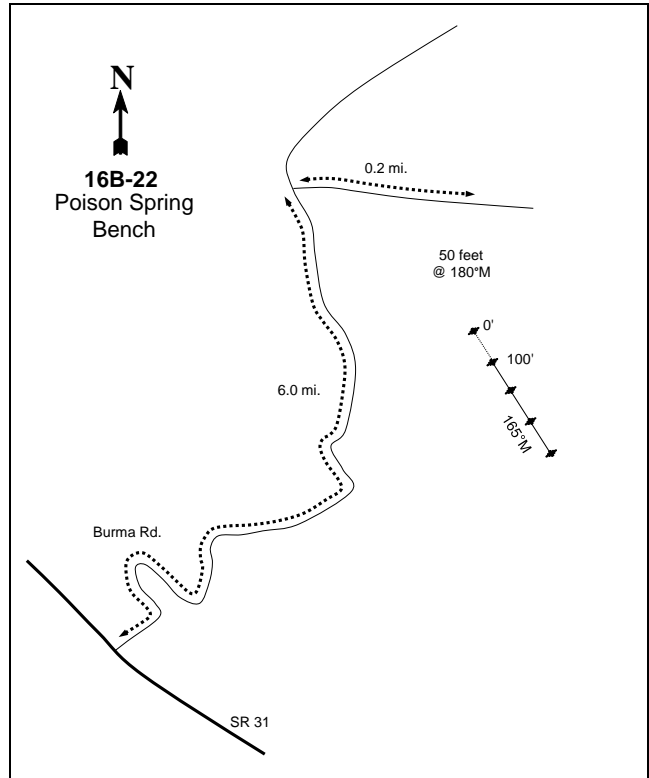 N
16B-22
Poison Spring
Bench
0.2 mi.
50 feet
@ 180°M
0'
100'
165°M
6.0 mi.
Burma Rd.
SR 31